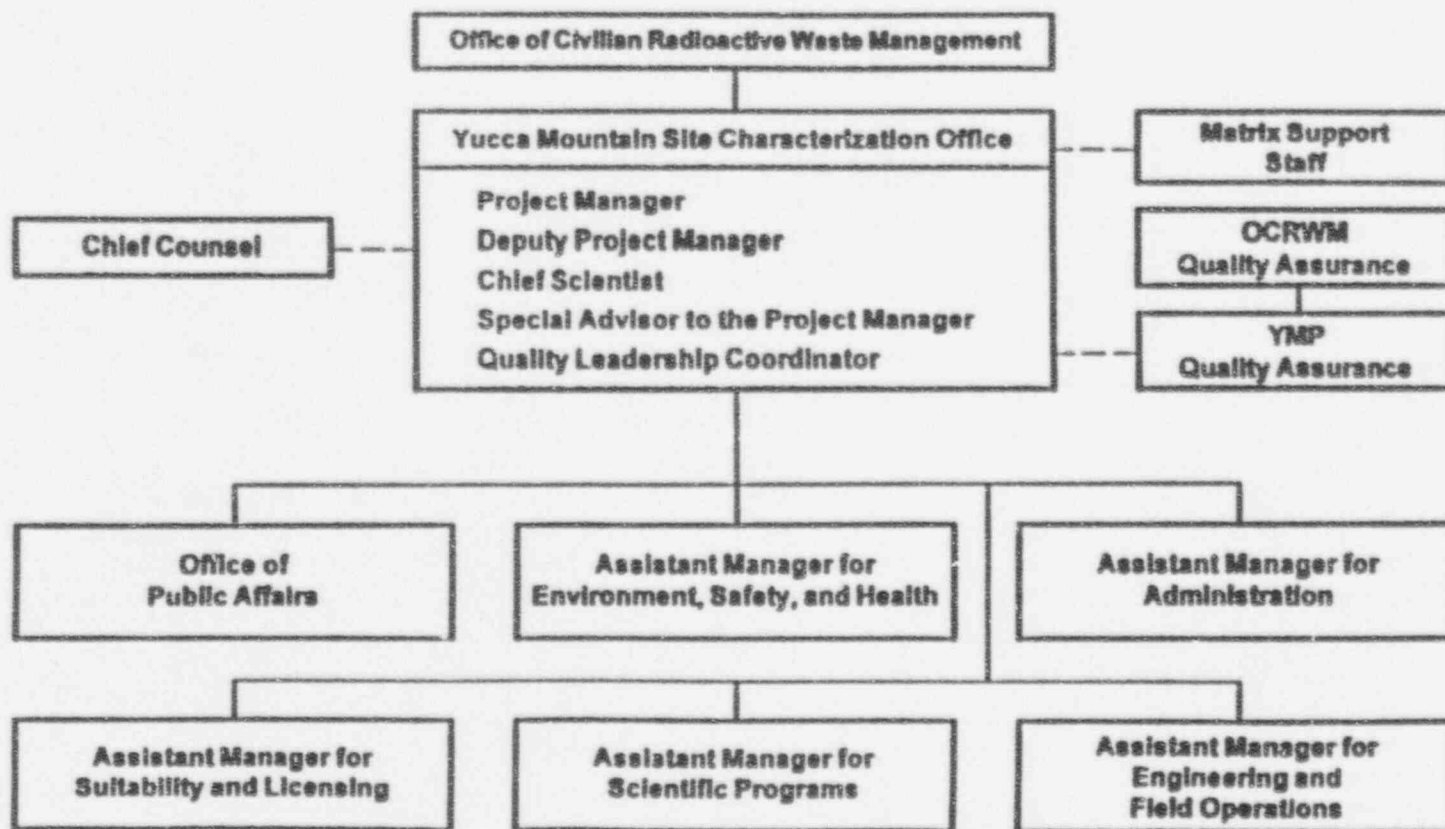 Office of Civilian Radioactive Waste Management
Yucca Mountain Site Characterization Office
Matrix Support
Staff
Project Manager
Deputy Project Manager
Chief Scientist
Special Advisor to the Project Manager
Quality Leadership Coordinator
Chief Counsel
OCRWM
Quality Assurance
YMP
Quality Assurance
Office of
Public Affairs
Assistant Manager for
Environment, Safety, and Health
Assistant Manager for
Administration
Assistant Manager for
Suitability and Licensing
Assistant Manager for
Scientific Programs
Assistant Manager for
Engineering and
Field Operations